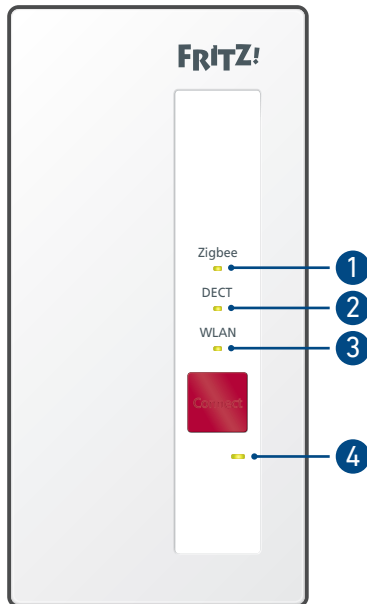 FRITZ!
Zigbee
1
DECT
2
WLAN
3
Connect
4